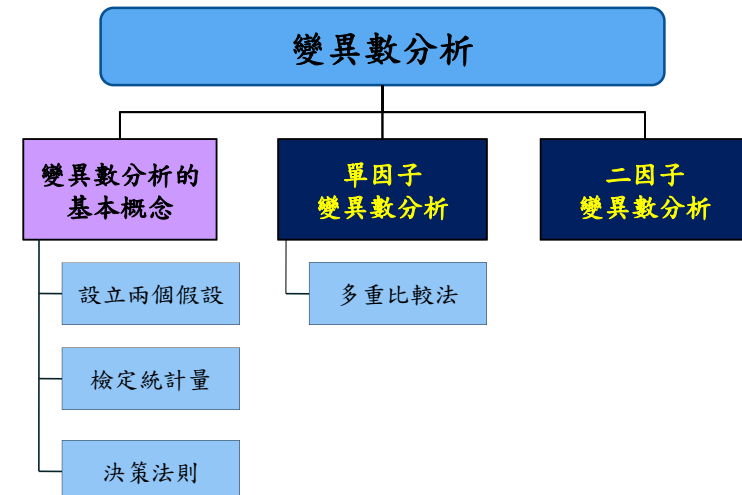 變異數分析
變異數分析的
基本概念
單因子
變異數分析
二因子
變異數分析
設立兩個假設
多重比較法
檢定統計量
決策法則